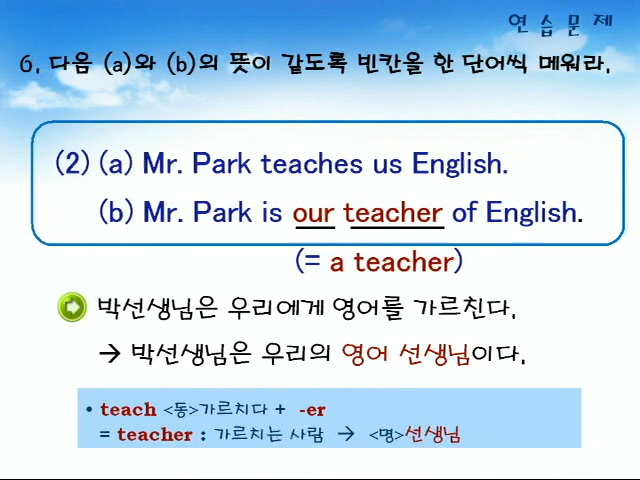 연습문제
6. 다음 (a)와 (b)의 뜻이 같도록 빈칸을 한 단어씩 메워라.
(2) (a) Mr. Park teaches us English.
(b) Mr. Park is our teacher of English.
(= a teacher)
박선생님은 우리에게 영어를 가르친다.
→ 박선생님은 우리의 영어 선생님이다.
• teach <동>가르치다 + -er
= teacher : 가르치는 사람 → <명>선생님